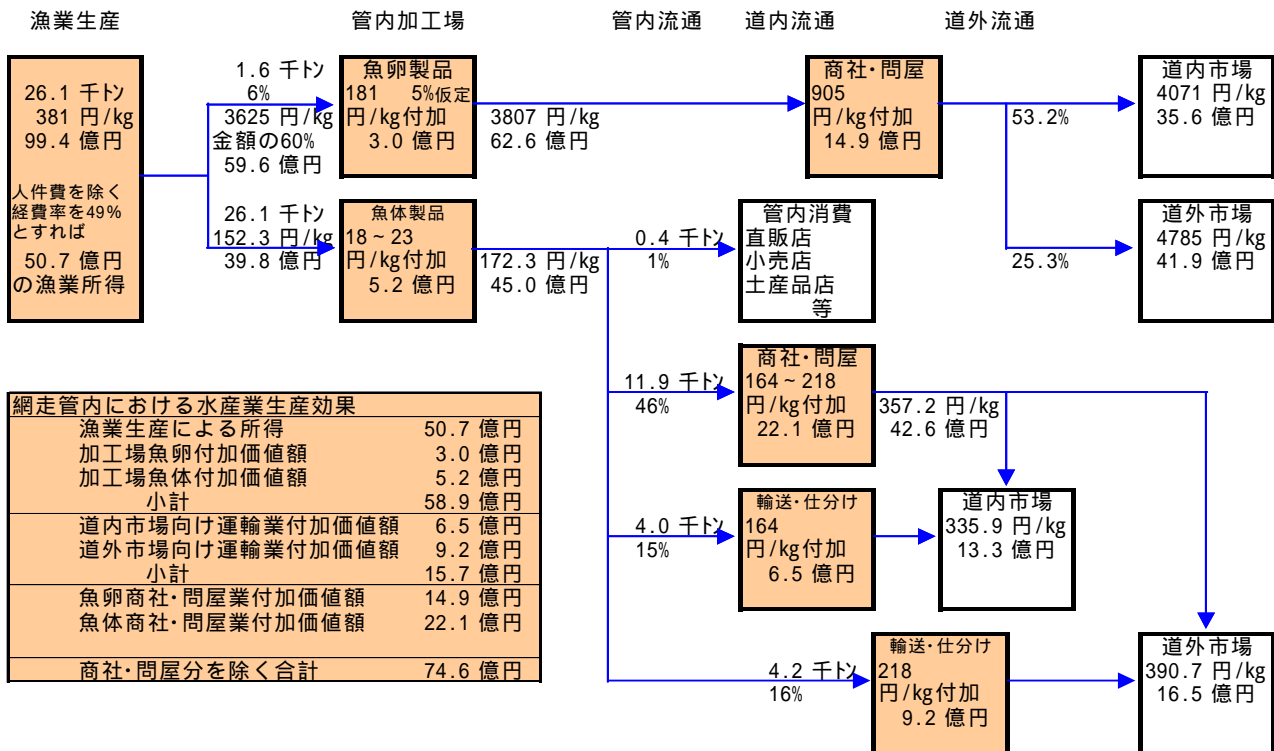 漁業生産
管内加工場
管内流通
道内流通
道外流通
26.1 千トン
381 円/kg
99.4 億円
人件費を除く
経費率を49%
とすれば
50.7 億円
の漁業所得
1.6 千トン
6%
3625 円/kg
金額の60%
59.6 億円
魚卵製品
181 5%仮定
円/kg付加
3.0 億円
3807 円/kg
62.6 億円
商社・問屋
905
円/kg付加
14.9 億円
53.2%
道内市場
4071 円/kg
35.6 億円
25.3%
道外市場
4785 円/kg
41.9 億円
26.1 千トン
152.3 円/kg
39.8 億円
魚体製品
18~23
円/kg付加
5.2 億円
172.3 円/kg
45.0 億円
0.4 千トン
1%
管内消費
直販店
小売店
土産品店
等
11.9 千トン
46%
商社・問屋
164~218
円/kg付加
22.1 億円
357.2 円/kg
42.6 億円
4.0 千トン
15%
輸送・仕分け
164
円/kg付加
6.5 億円
道内市場
335.9 円/kg
13.3 億円
4.2 千トン
16%
輸送・仕分け
218
円/kg付加
9.2 億円
道外市場
390.7 円/kg
16.5 億円
網走管内における水産業生産効果
漁業生産による所得 50.7 億円
加工場魚卵付加価値額 3.0 億円
加工場魚体付加価値額 5.2 億円
小計 58.9 億円
道内市場向け運輸業付加価値額 6.5 億円
道外市場向け運輸業付加価値額 9.2 億円
小計 15.7 億円
魚卵商社・問屋業付加価値額 14.9 億円
魚体商社・問屋業付加価値額 22.1 億円
商社・問屋分を除く合計 74.6 億円